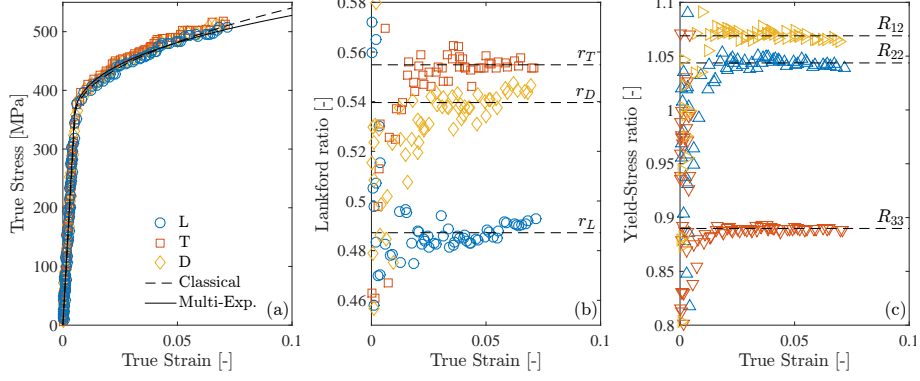 True Stress [MPa]
500
400
300
200
100
0
0
0.05
0.1
True Strain [-]
L
T
D
Classical
Multi-Exp.
(a)
Lankford ratio [-]
0.58
0.56
0.54
0.52
0.5
0.48
0.46
0
0.05
0.1
True Strain [-]
r_T
r_D
r_L
(b)
Yield-Stress ratio [-]
1.1
1.05
1
0.95
0.9
0.85
0.8
0
0.05
0.1
True Strain [-]
R_12
R_22
R_33
(c)